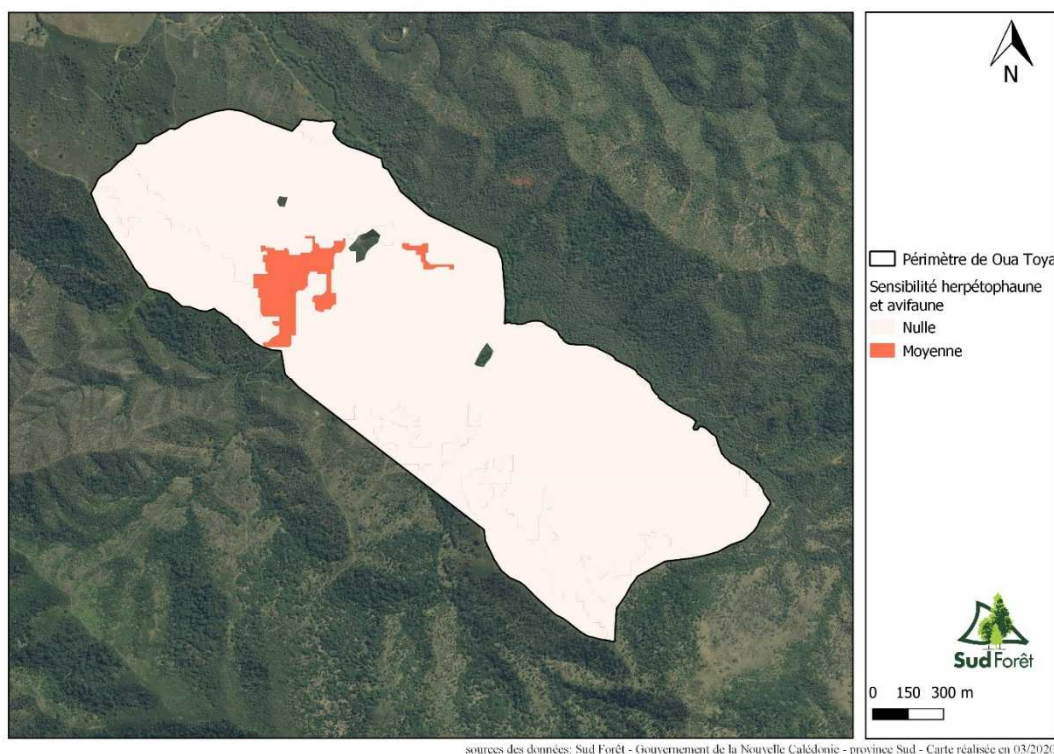 N
Périmètre de Oua Toya
Sensibilité herpétophaune
et avifaune
Nulle
Moyenne
Sud Forêt
0 150 300 m
sources des données: Sud Forêt - Gouvernement de la Nouvelle Calédonie - province Sud - Carte réalisée en 03/2020